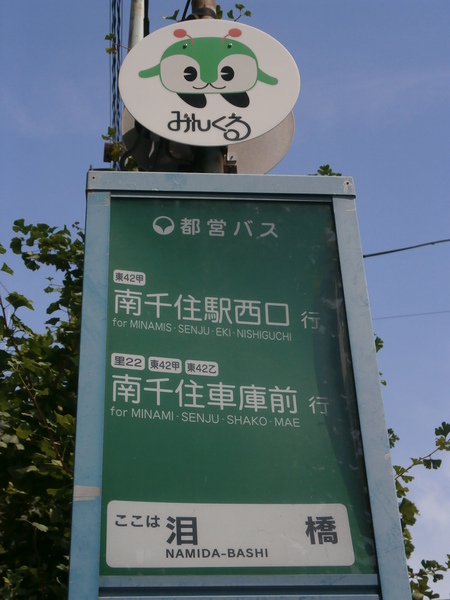 みんくる
都営バス
東42甲
南千住駅西口 行
for MINAMIS-SENJU-EKI-NISHIGUCHI
里22 東42甲 東42乙
南千住車庫前 行
for MINAMI-SENJU-SHAKO-MAE
ここは 泪橋
NAMIDA-BASHI